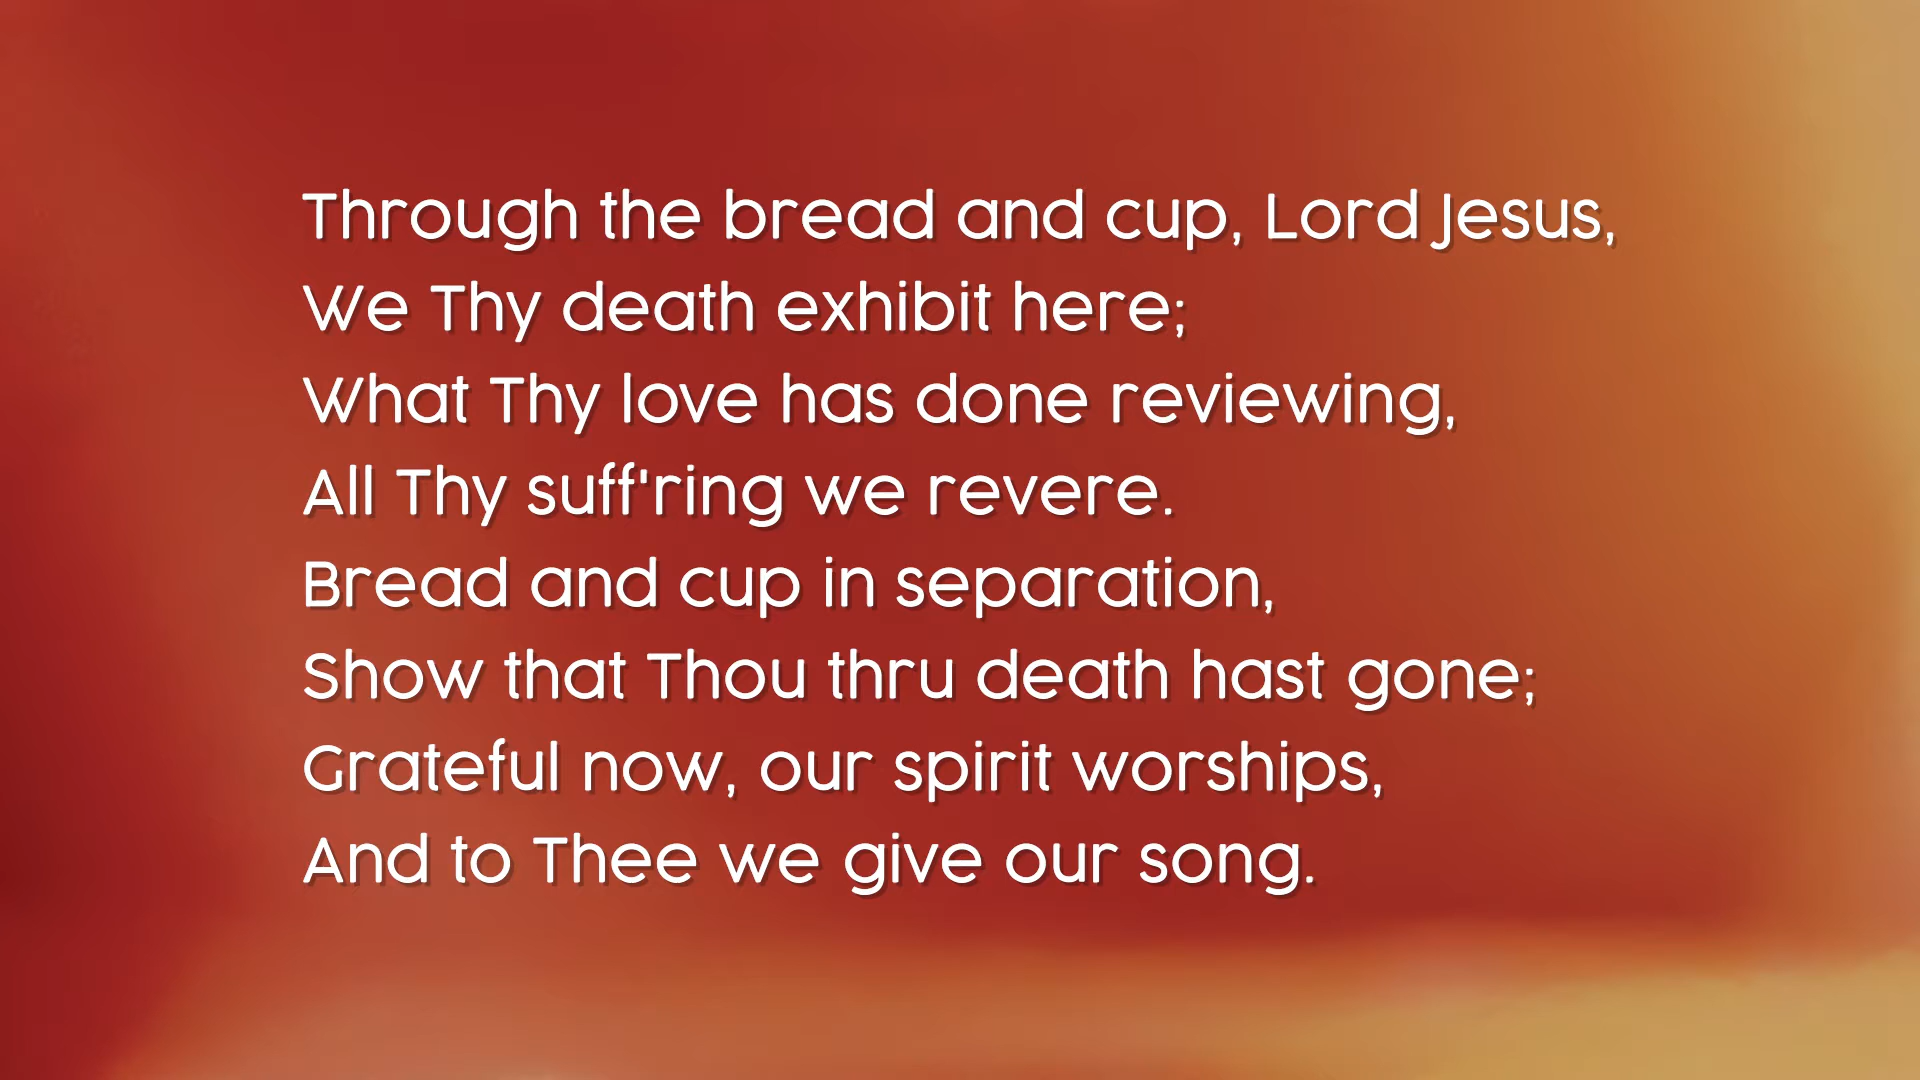 Through the bread and cup, Lord Jesus,
We Thy death exhibit here;
What Thy love has done reviewing,
All Thy suff'ring we revere.
Bread and cup in separation,
Show that Thou thru death hast gone;
Grateful now, our spirit worships,
And to Thee we give our song.